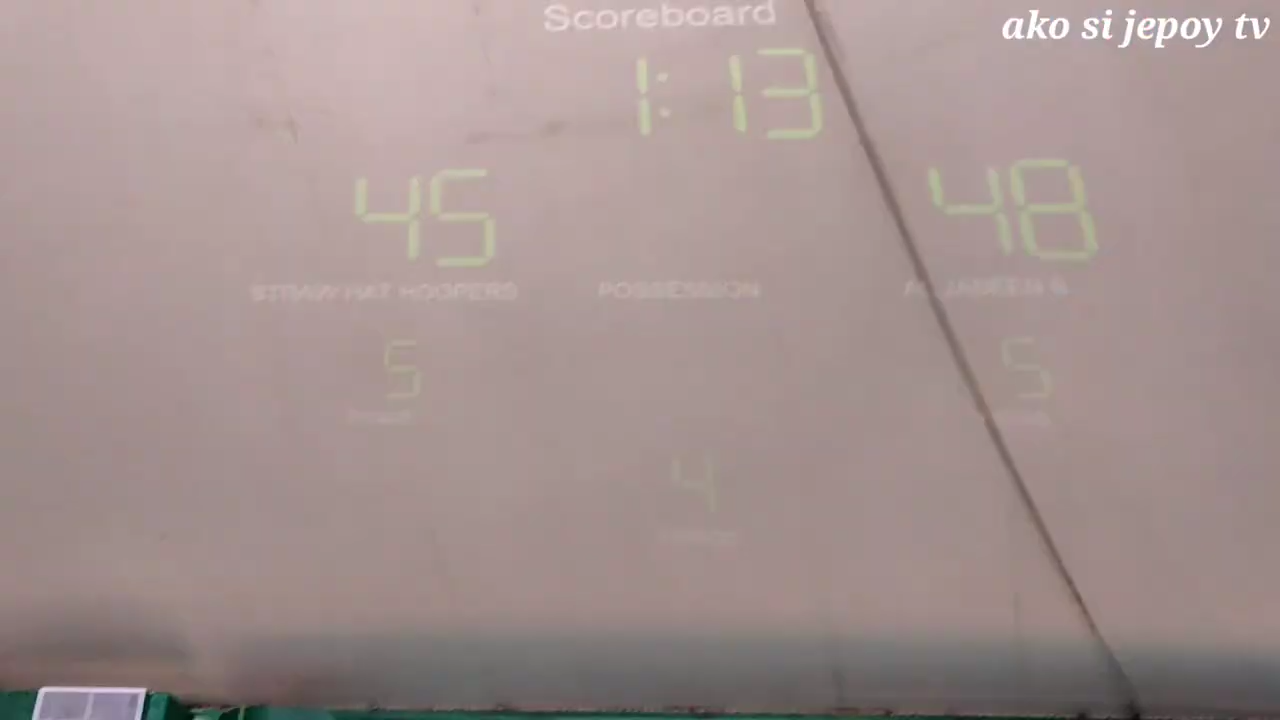 ako si jepoy tv
Scoreboard
1:13
45
48
STRAW HAT HOOPERS
POSSESSION
5
5
4